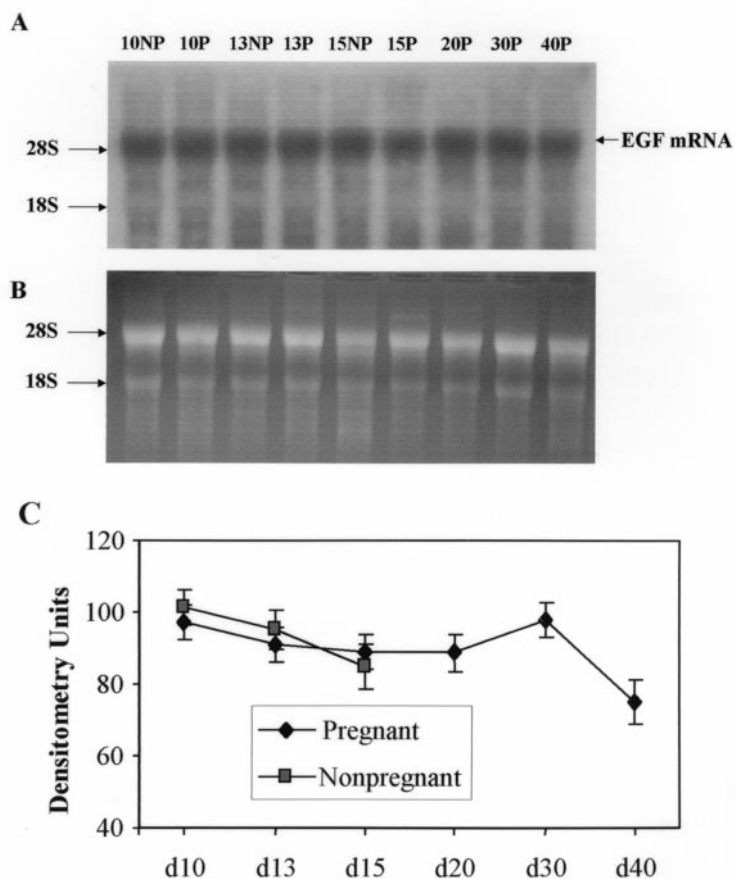 A
10NP 10P 13NP 13P 15NP 15P 20P 30P 40P
28S
EGF mRNA
18S
B
28S
18S
C
120
100
80
60
40
Densitometry Units
Pregnant
Nonpregnant
d10 d13 d15 d20 d30 d40